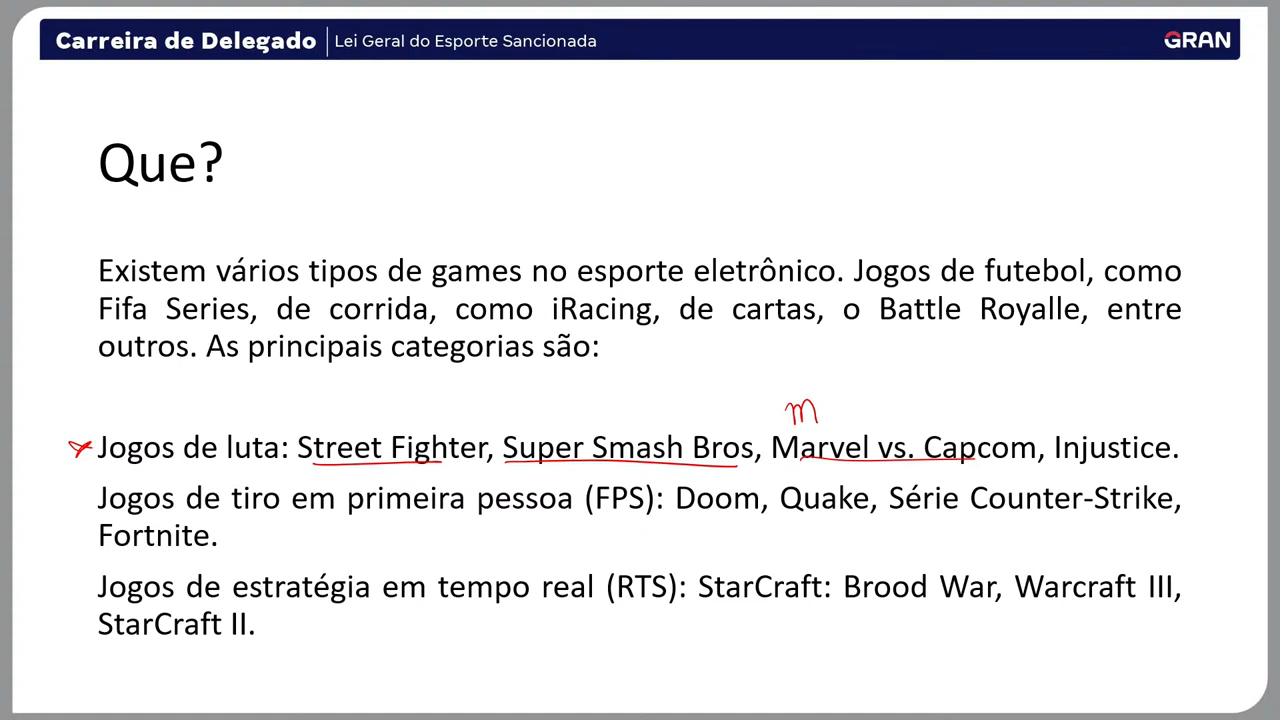 Carreira de Delegado Lei Geral do Esporte Sancionada GRAN
Que?
Existem vários tipos de games no esporte eletrônico. Jogos de futebol, como
Fifa Series, de corrida, como iRacing, de cartas, o Battle Royalle, entre
outros. As principais categorias são:
m
Jogos de luta: Street Fighter, Super Smash Bros, Marvel vs. Capcom, Injustice.
Jogos de tiro em primeira pessoa (FPS): Doom, Quake, Série Counter-Strike,
Fortnite.
Jogos de estratégia em tempo real (RTS): StarCraft: Brood War, Warcraft III,
StarCraft II.